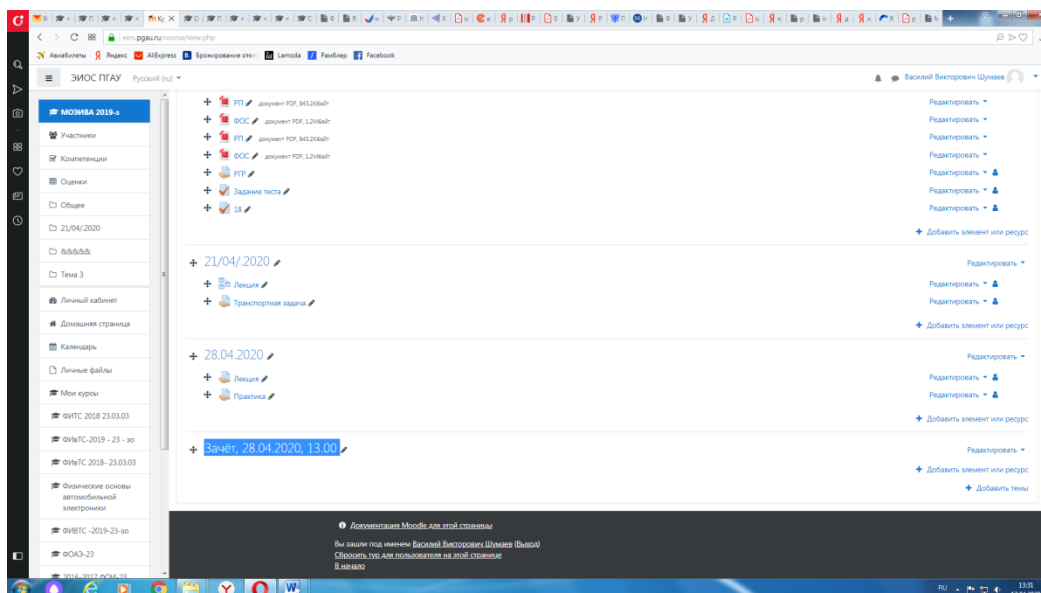 eios.pgau.ru/course/view.php
Авиабилеты Яндекс AliExpress Lamoda Рамблер Facebook
ЭИОС ПГАУ Русский (ru)
Василий Викторович Шумаев
МОЭИВА 2019-з
Участники
Компетенции
Оценки
Общее
21/04/.2020
&&&&&
Тема 3
Личный кабинет
Домашняя страница
Календарь
Личные файлы
Мои курсы
ФИТС 2018 23.03.03
ФИвТС-2019 - 23 - зо
ФИвТС 2018- 23.03.03
Физические основы
автомобильной
электроники
ФИВТС -2019-23-зо
ФОАЭ-23
2016-2017 ФОИ-23
РП документ PDF, 843.2Кбайт Редактировать
ФОС документ PDF, 1.2Мбайт Редактировать
РП документ PDF, 843.2Кбайт Редактировать
ФОС документ PDF, 1.2Мбайт Редактировать
РГР Редактировать
Задание теста Редактировать
18 Редактировать
Добавить элемент или ресурс
21/04/.2020 Редактировать
Лекция Редактировать
Транспортная задача Редактировать
Добавить элемент или ресурс
28.04.2020 Редактировать
Лекция Редактировать
Практика Редактировать
Добавить элемент или ресурс
Зачёт, 28.04.2020, 13.00 Редактировать
Добавить элемент или ресурс
Добавить темы
Документация Moodle для этой страницы
Вы зашли под именем Василий Викторович Шумаев (Выход)
Сбросить тур для пользователя на этой странице
В начало
RU 13:31